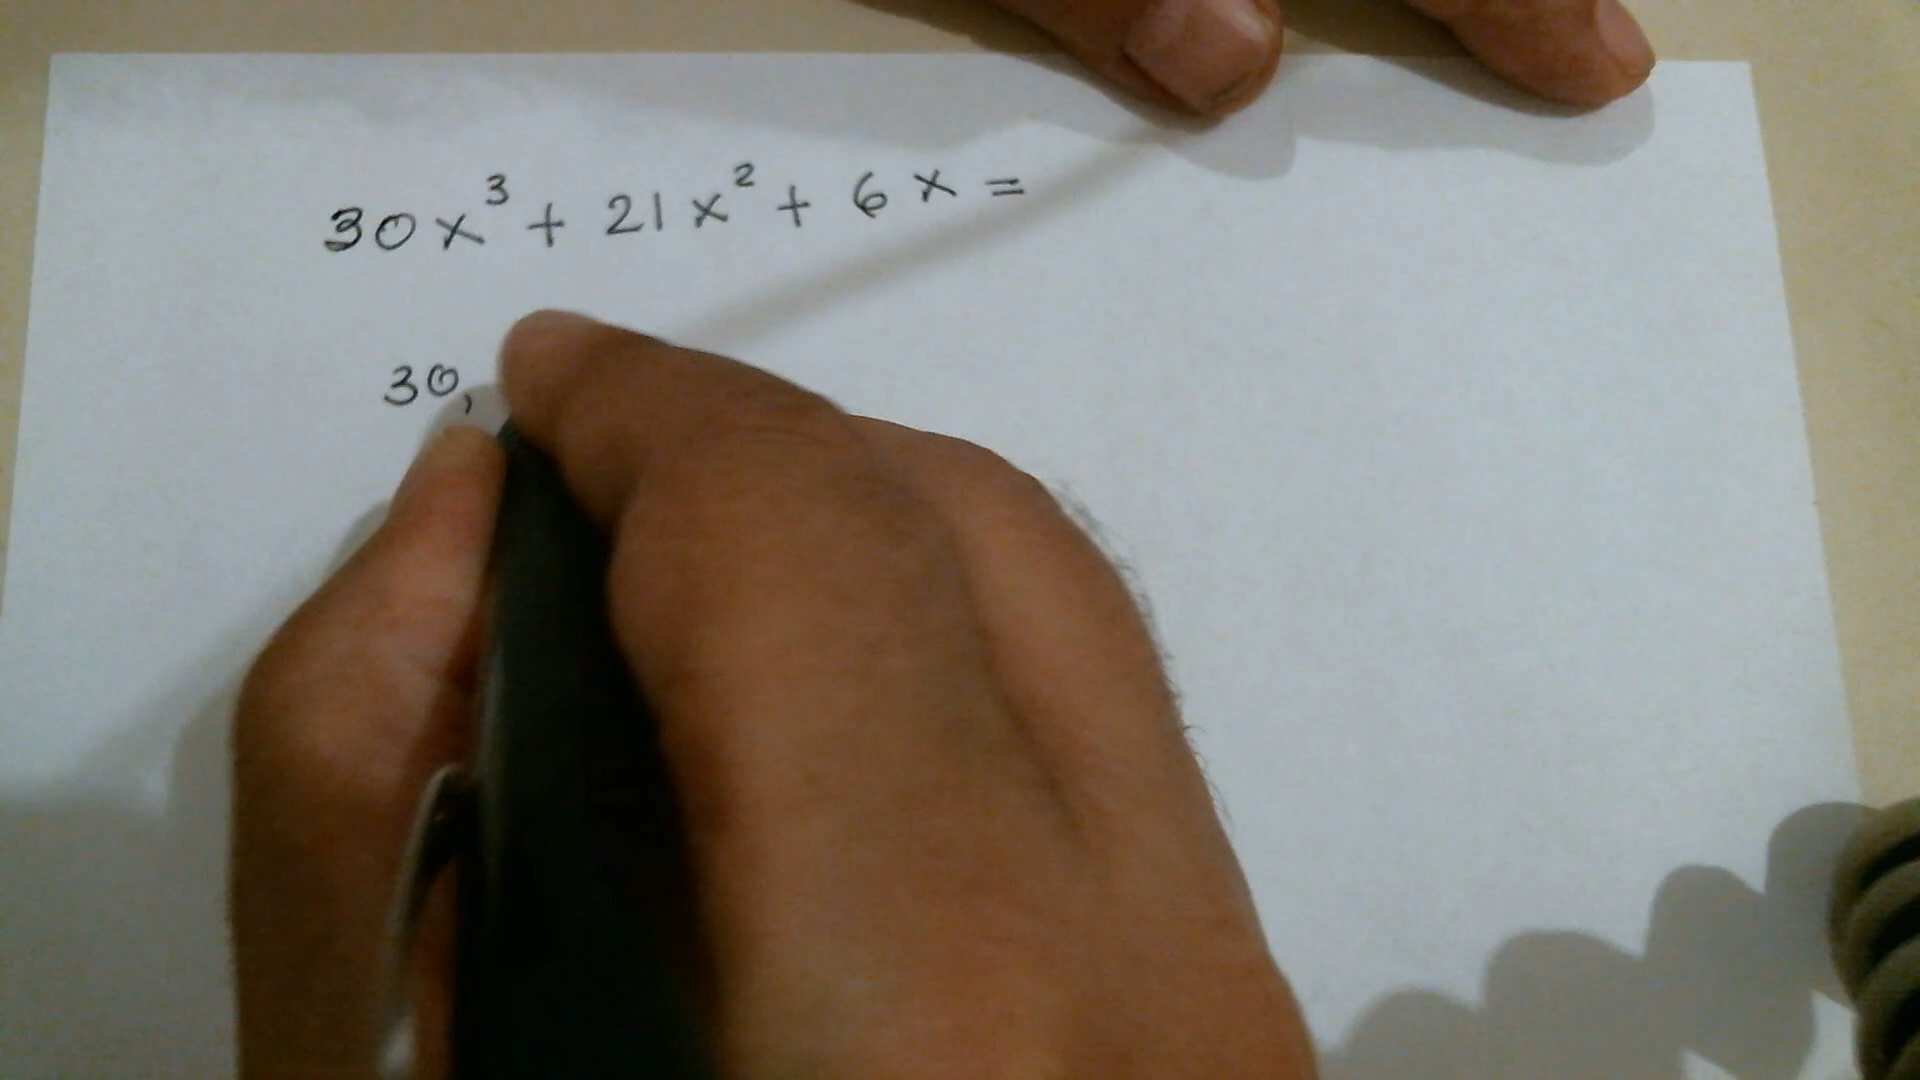 30x³ + 21x² + 6x =
30,